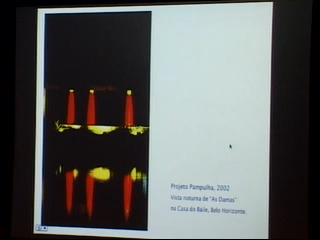 Projeto Pampulha, 2002
Vista noturna de "As Damas"
na Casa do Baile, Belo Horizonte.